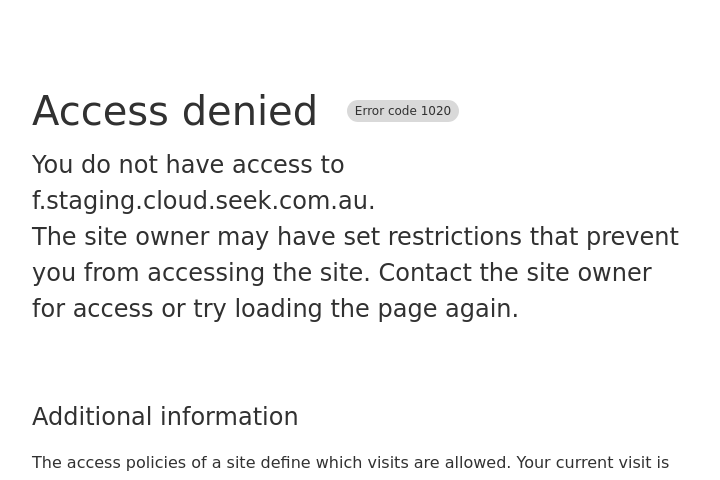 Access denied Error code 1020
You do not have access to
f.staging.cloud.seek.com.au.
The site owner may have set restrictions that prevent
you from accessing the site. Contact the site owner
for access or try loading the page again.
Additional information
The access policies of a site define which visits are allowed. Your current visit is